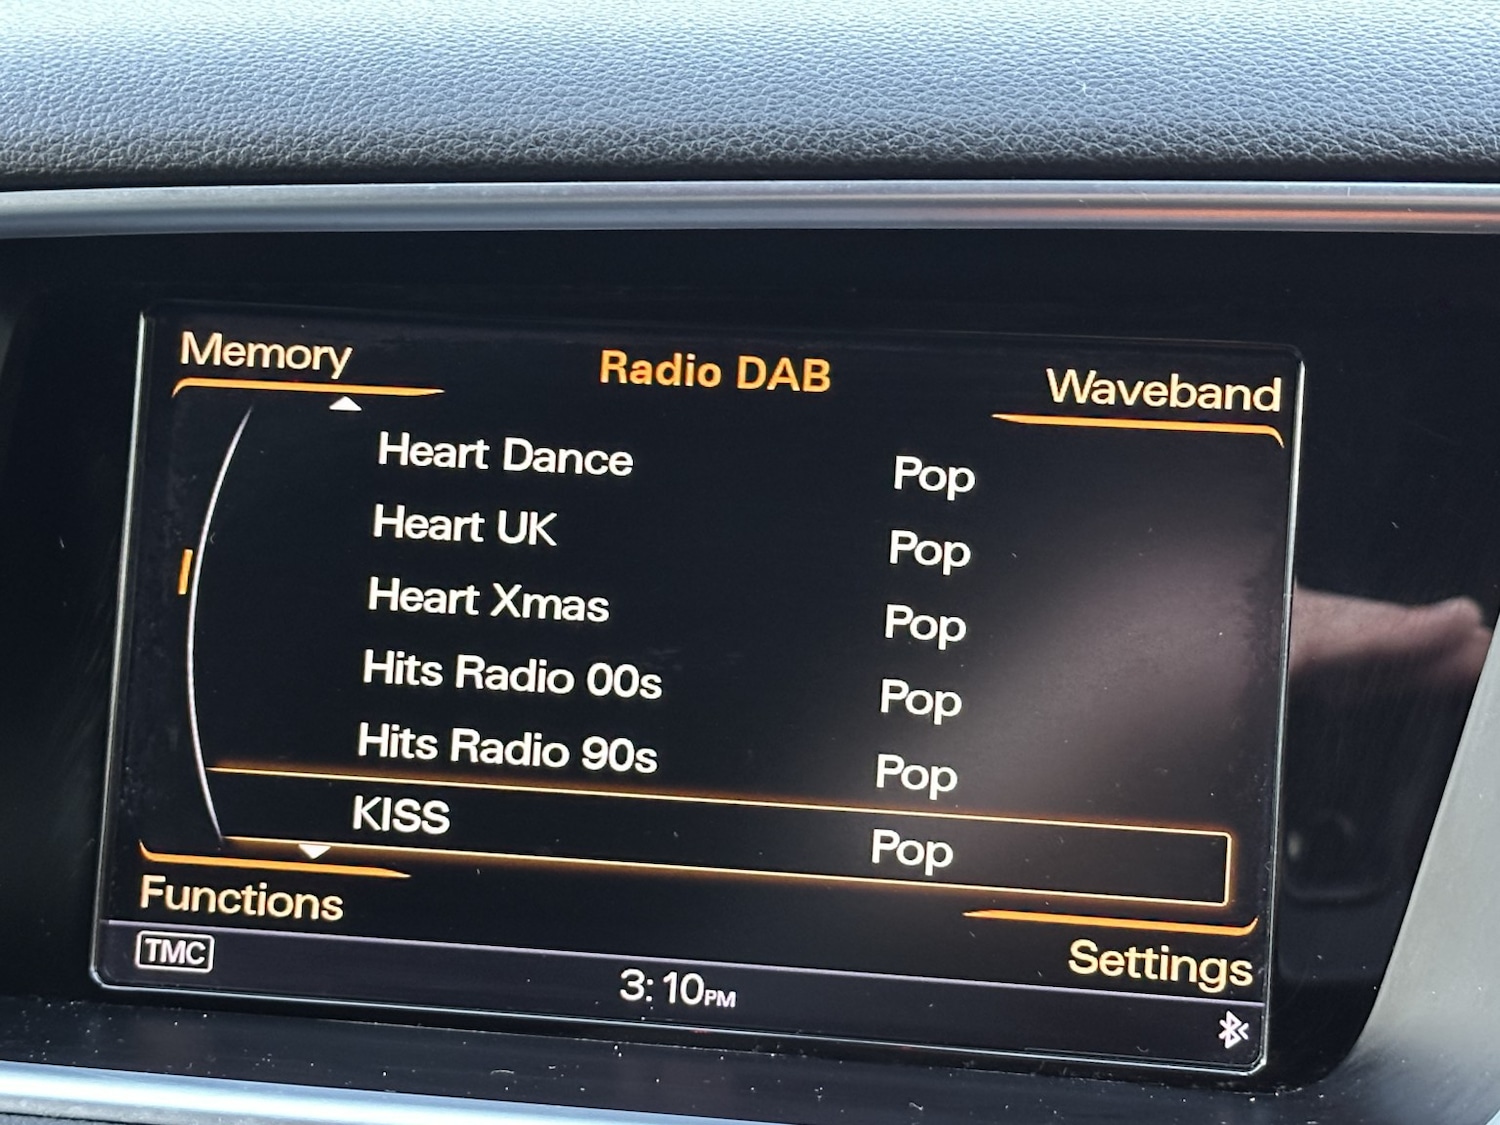 Memory
Radio DAB
Waveband
Heart Dance Pop
Heart UK Pop
Heart Xmas Pop
Hits Radio 00s Pop
Hits Radio 90s Pop
KISS Pop
Functions
Settings
TMC
3:10PM